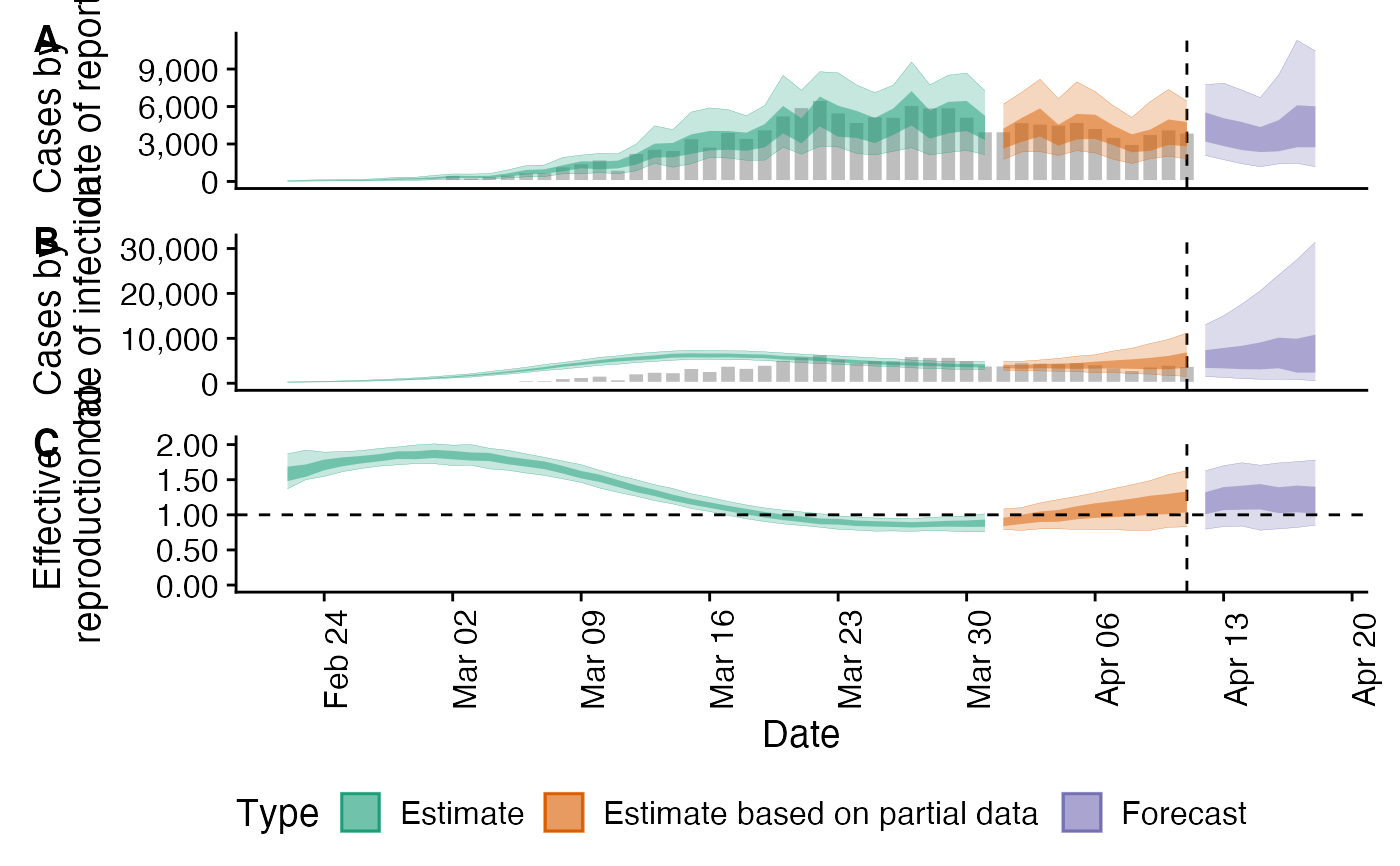 A
Cases by
date of report
9,000
6,000
3,000
0
B
Cases by
of infection
30,000
20,000
10,000
0
C
Effective
reproduction
2.00
1.50
1.00
0.50
0.00
Feb 24
Mar 02
Mar 09
Mar 16
Mar 23
Mar 30
Apr 06
Apr 13
Apr 20
Date
Type Estimate Estimate based on partial data Forecast